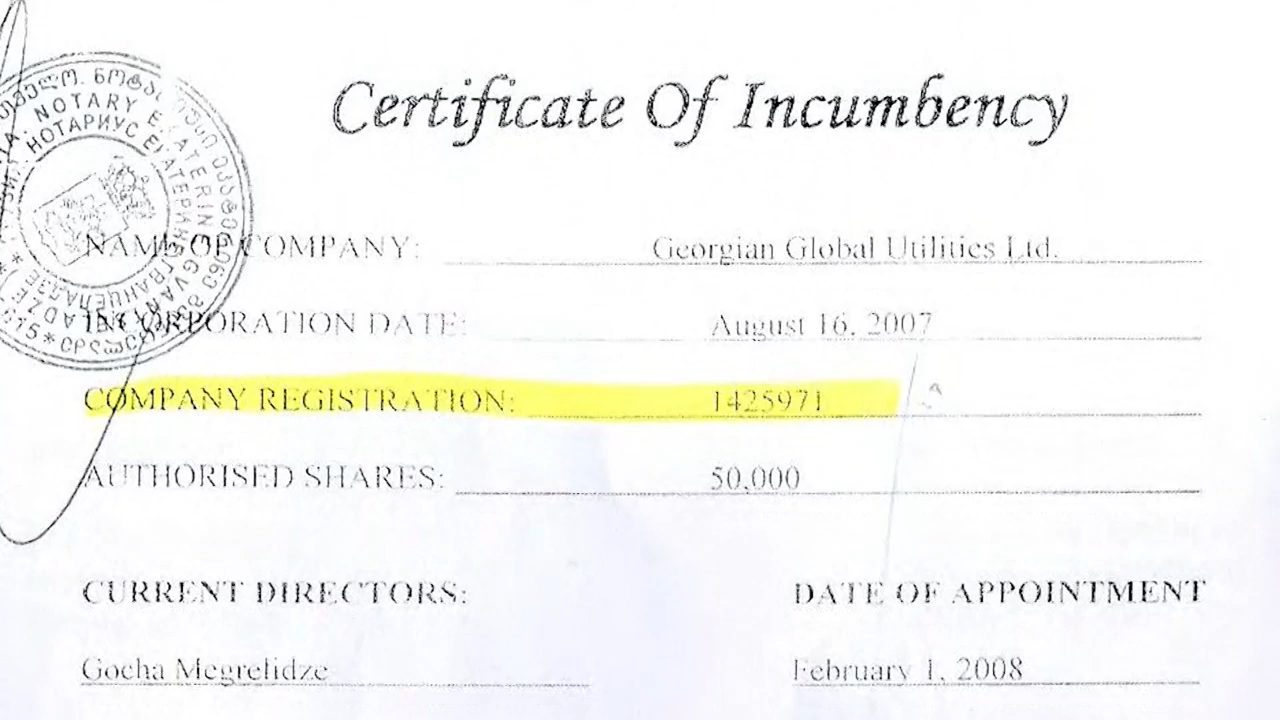 Certificate Of Incumbency
NOTARY
НОТАРИУС
NAME OF COMPANY: Georgian Global Utilities Ltd.
INCORPORATION DATE: August 16, 2007
COMPANY REGISTRATION: 1425971
AUTHORISED SHARES: 50,000
CURRENT DIRECTORS: DATE OF APPOINTMENT
Gocha Megrelidze February 1, 2008